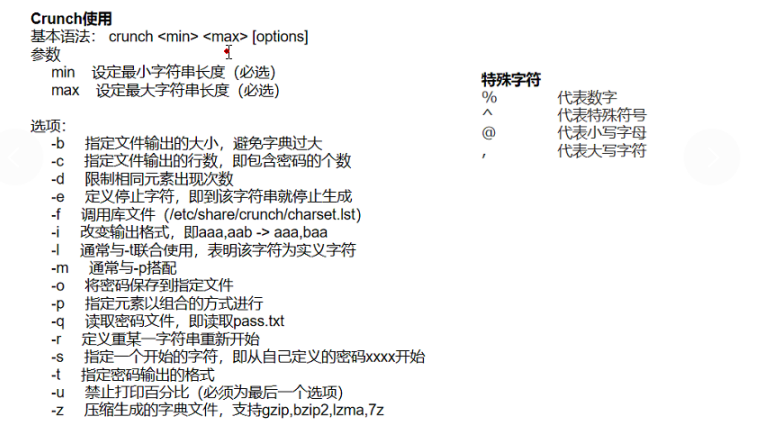 Crunch使用
基本语法： crunch <min> <max> [options]
参数
min 设定最小字符串长度（必选）
max 设定最大字符串长度（必选）
选项：
-b 指定文件输出的大小，避免字典过大
-c 指定文件输出的行数，即包含密码的个数
-d 限制相同元素出现次数
-e 定义停止字符，即到该字符串就停止生成
-f 调用库文件（/etc/share/crunch/charset.lst）
-i 改变输出格式，即aaa,aab -> aaa,baa
-l 通常与-t联合使用，表明该字符为实义字符
-m 通常与-p搭配
-o 将密码保存到指定文件
-p 指定元素以组合的方式进行
-q 读取密码文件，即读取pass.txt
-r 定义重某一字符串重新开始
-s 指定一个开始的字符，即从自己定义的密码xxxx开始
-t 指定密码输出的格式
-u 禁止打印百分比（必须为最后一个选项）
-z 压缩生成的字典文件，支持gzip,bzip2,lzma,7z
特殊字符
% 代表数字
^ 代表特殊符号
@ 代表小写字母
, 代表大写字符